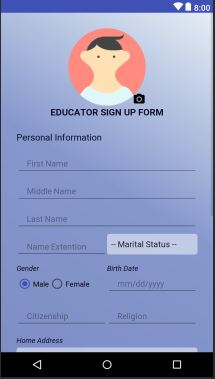 8:00
EDUCATOR SIGN UP FORM
Personal Information
First Name
Middle Name
Last Name
Name Extention
-- Marital Status --
Gender
Birth Date
Male
Female
mm/dd/yyyy
Citizenship
Religion
Home Address